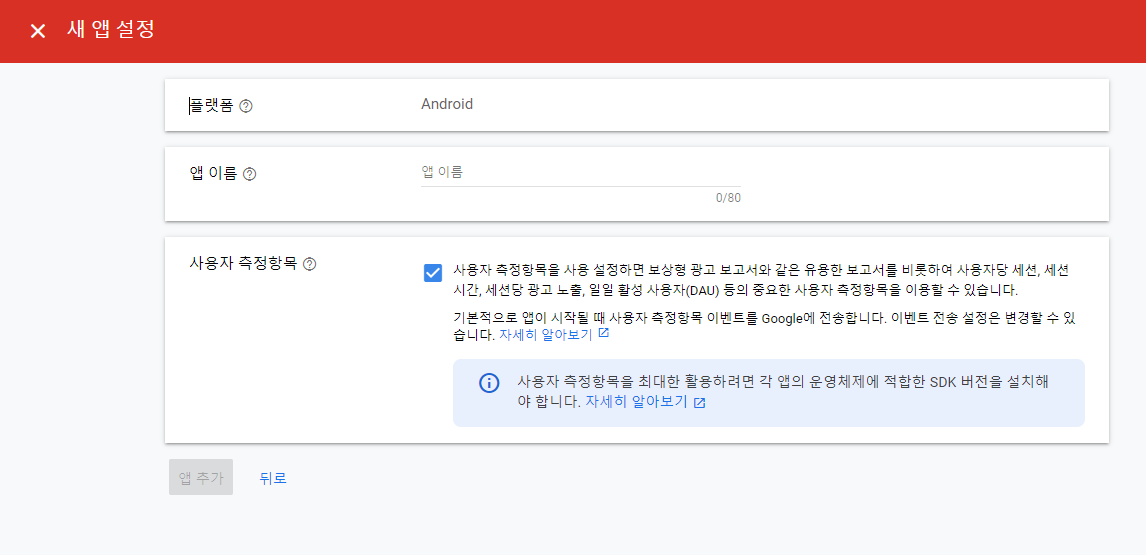 새 앱 설정
플랫폼
Android
앱 이름
앱 이름
0/80
사용자 측정항목
사용자 측정항목을 사용 설정하면 보상형 광고 보고서와 같은 유용한 보고서를 비롯하여 사용자당 세션, 세션
시간, 세션당 광고 노출, 일일 활성 사용자(DAU) 등의 중요한 사용자 측정항목을 이용할 수 있습니다.
기본적으로 앱이 시작될 때 사용자 측정항목 이벤트를 Google에 전송합니다. 이벤트 전송 설정은 변경할 수 있
습니다. 자세히 알아보기
사용자 측정항목을 최대한 활용하려면 각 앱의 운영체제에 적합한 SDK 버전을 설치해
야 합니다. 자세히 알아보기
앱 추가
뒤로